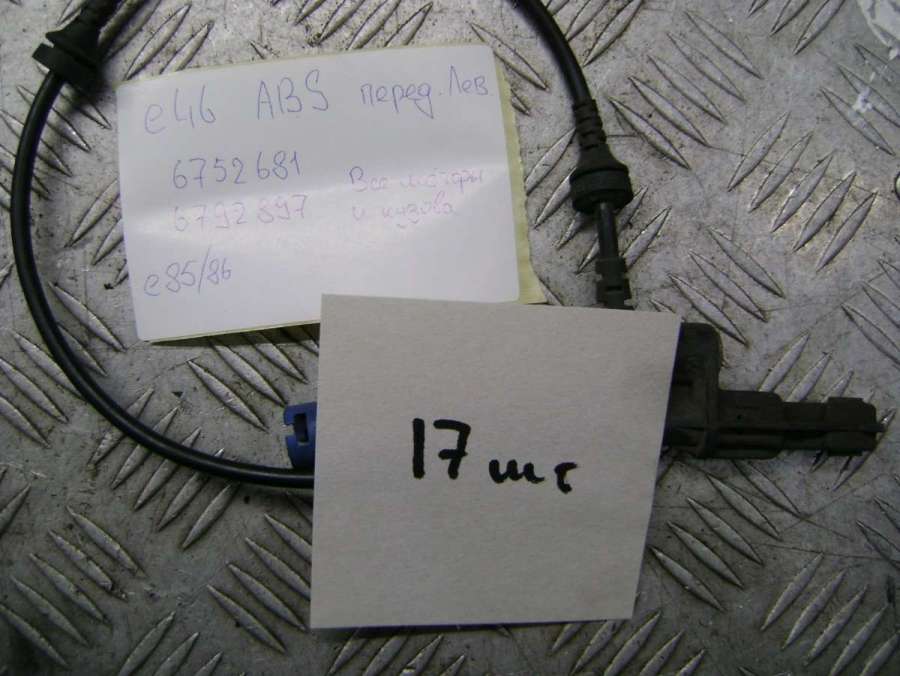 e46 ABS перед. Лев.
6752681 Все моторы
6792897 и кузова
e85/86
17 шт